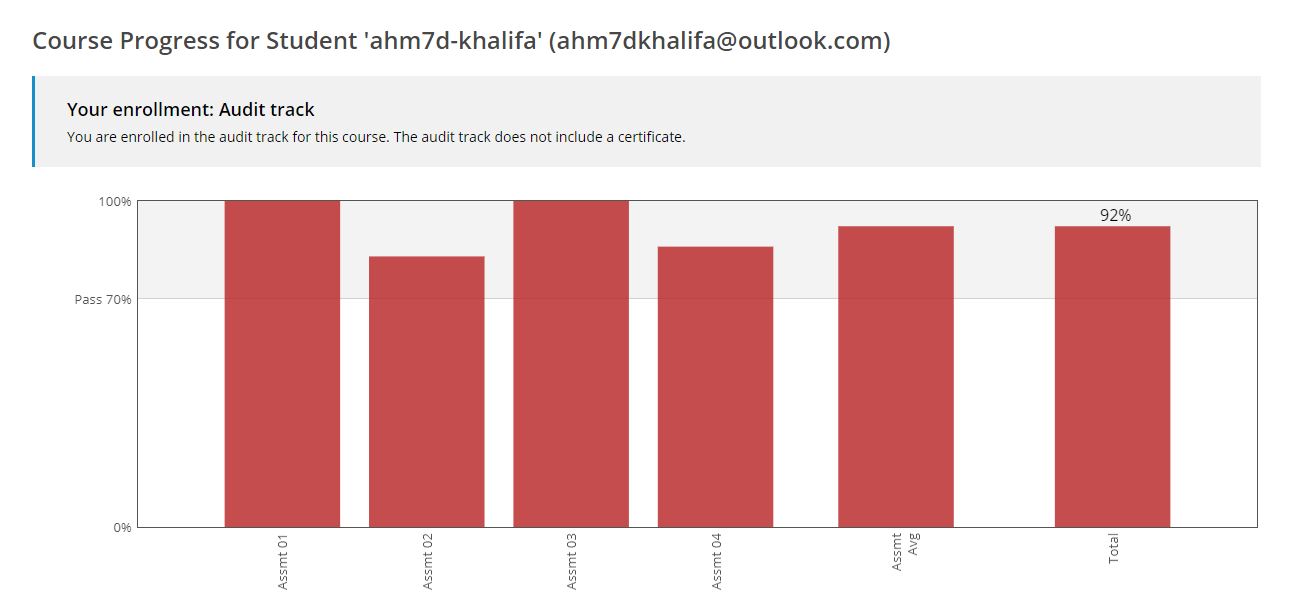 Course Progress for Student 'ahm7d-khalifa' (ahm7dkhalifa@outlook.com)
Your enrollment: Audit track
You are enrolled in the audit track for this course. The audit track does not include a certificate.
100%
92%
Pass 70%
0%
Assmt 01
Assmt 02
Assmt 03
Assmt 04
Assmt
Avg
Total